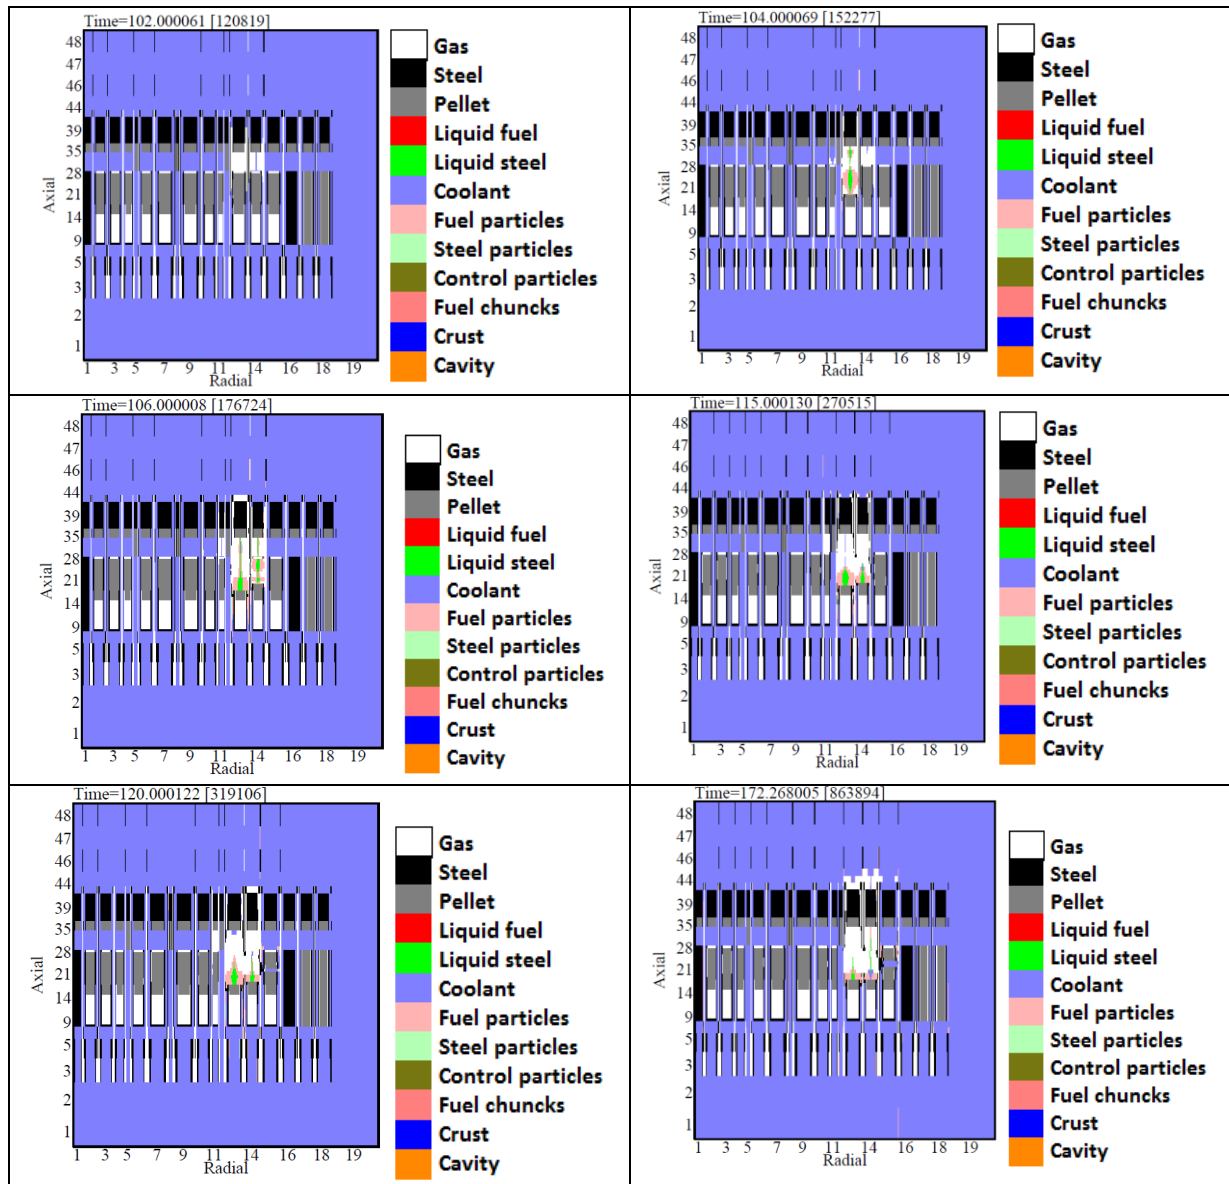 Time=102.000061 [120819]
48
47
46
44
39
35
28
21
14
9
5
3
2
1
Axial
1 3 5 7 9 11 14 16 18 19
Radial
Gas
Steel
Pellet
Liquid fuel
Liquid steel
Coolant
Fuel particles
Steel particles
Control particles
Fuel chuncks
Crust
Cavity
Time=104.000069 [152277]
48
47
46
44
39
35
28
21
14
9
5
3
2
1
Axial
1 3 5 7 9 11 14 16 18 19
Radial
Gas
Steel
Pellet
Liquid fuel
Liquid steel
Coolant
Fuel particles
Steel particles
Control particles
Fuel chuncks
Crust
Cavity
Time=106.000008 [176724]
48
47
46
44
39
35
28
21
14
9
5
3
2
1
Axial
1 3 5 7 9 11 14 16 18 19
Radial
Gas
Steel
Pellet
Liquid fuel
Liquid steel
Coolant
Fuel particles
Steel particles
Control particles
Fuel chuncks
Crust
Cavity
Time=115.000130 [270515]
48
47
46
44
39
35
28
21
14
9
5
3
2
1
Axial
1 3 5 7 9 11 14 16 18 19
Radial
Gas
Steel
Pellet
Liquid fuel
Liquid steel
Coolant
Fuel particles
Steel particles
Control particles
Fuel chuncks
Crust
Cavity
Time=120.000122 [319106]
48
47
46
44
39
35
28
21
14
9
5
3
2
1
Axial
1 3 5 7 9 11 14 16 18 19
Radial
Gas
Steel
Pellet
Liquid fuel
Liquid steel
Coolant
Fuel particles
Steel particles
Control particles
Fuel chuncks
Crust
Cavity
Time=172.268005 [863894]
48
47
46
44
39
35
28
21
14
9
5
3
2
1
Axial
1 3 5 7 9 11 14 16 18 19
Radial
Gas
Steel
Pellet
Liquid fuel
Liquid steel
Coolant
Fuel particles
Steel particles
Control particles
Fuel chuncks
Crust
Cavity